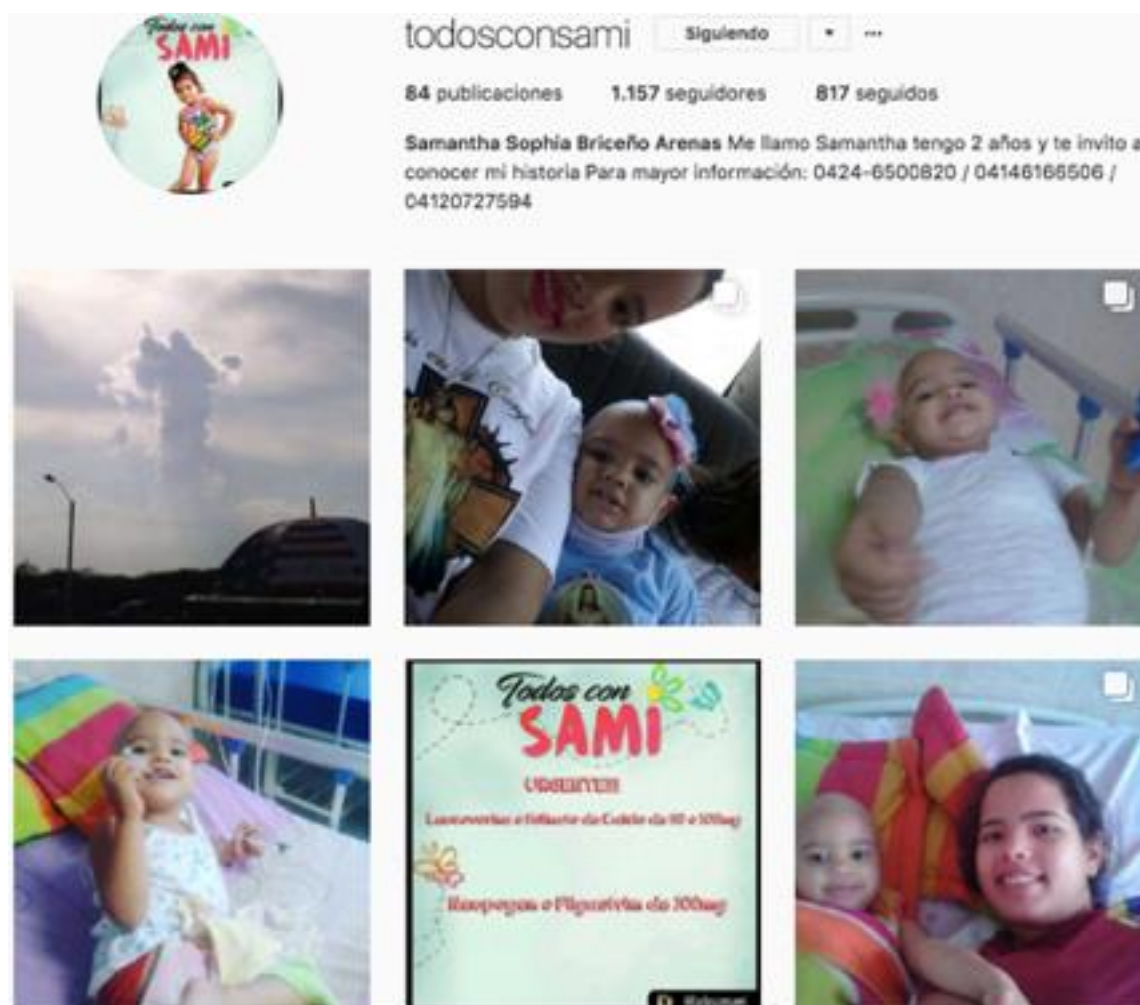 Todos con
SAMI
todosconsami Siguiendo
84 publicaciones 1.157 seguidores 817 seguidos
Samantha Sophia Briceño Arenas Me llamo Samantha tengo 2 años y te invito a
conocer mi historia Para mayor información: 0424-6500820 / 04146166506 /
04120727594
Todos con
SAMI
URGENTE!!